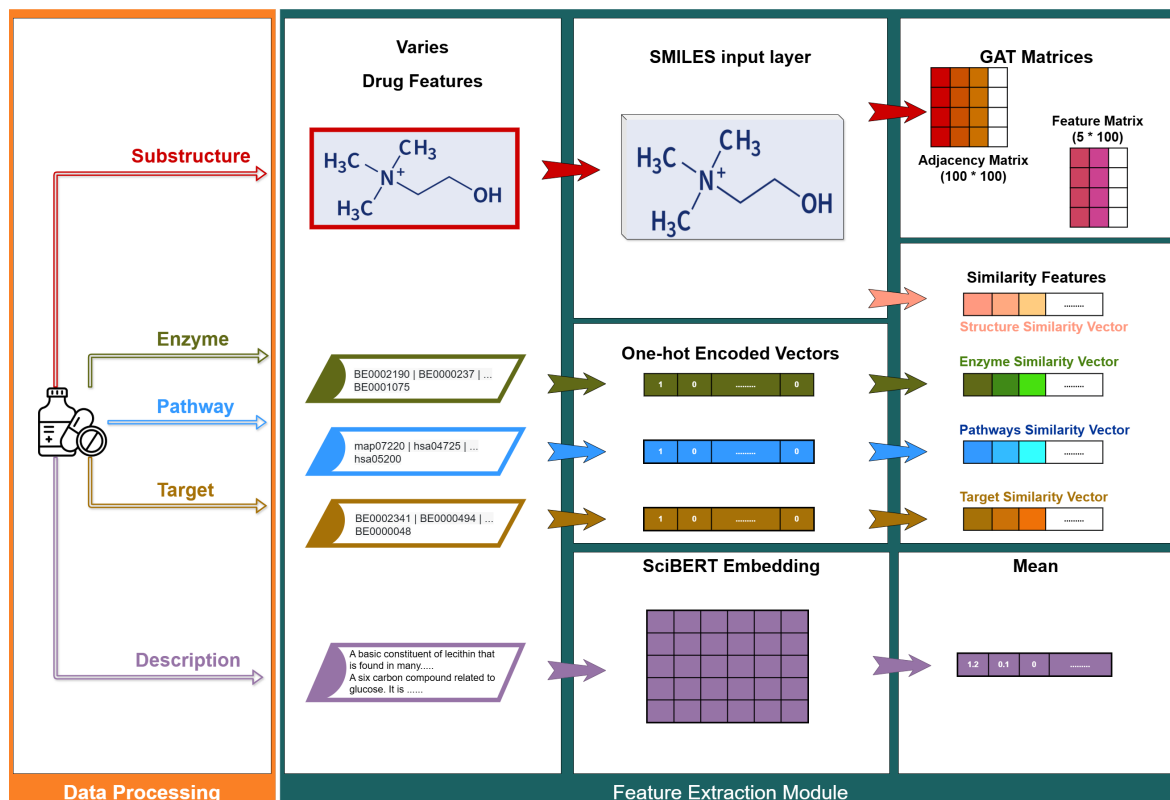 Substructure
Enzyme
Pathway
Target
Description
Data Processing
Varies
Drug Features
H₃C
CH₃
N+
H₃C
OH
BE0002190 | BE0000237 | ...
BE0001075
map07220 | hsa04725 | ...
hsa05200
BE0002341 | BE0000494 | ...
BE0000048
A basic constituent of lecithin that
is found in many.....
A six carbon compound related to
glucose. It is ......
SMILES input layer
H₃C
CH₃
N+
H₃C
OH
One-hot Encoded Vectors
1 0 ......... 0
1 0 ......... 0
1 0 ......... 0
SciBERT Embedding
GAT Matrices
Feature Matrix
(5 * 100)
Adjacency Matrix
(100 * 100)
Similarity Features
.........
Structure Similarity Vector
Enzyme Similarity Vector
.........
Pathways Similarity Vector
.........
Target Similarity Vector
.........
Mean
1.2 0.1 0 .........
Feature Extraction Module